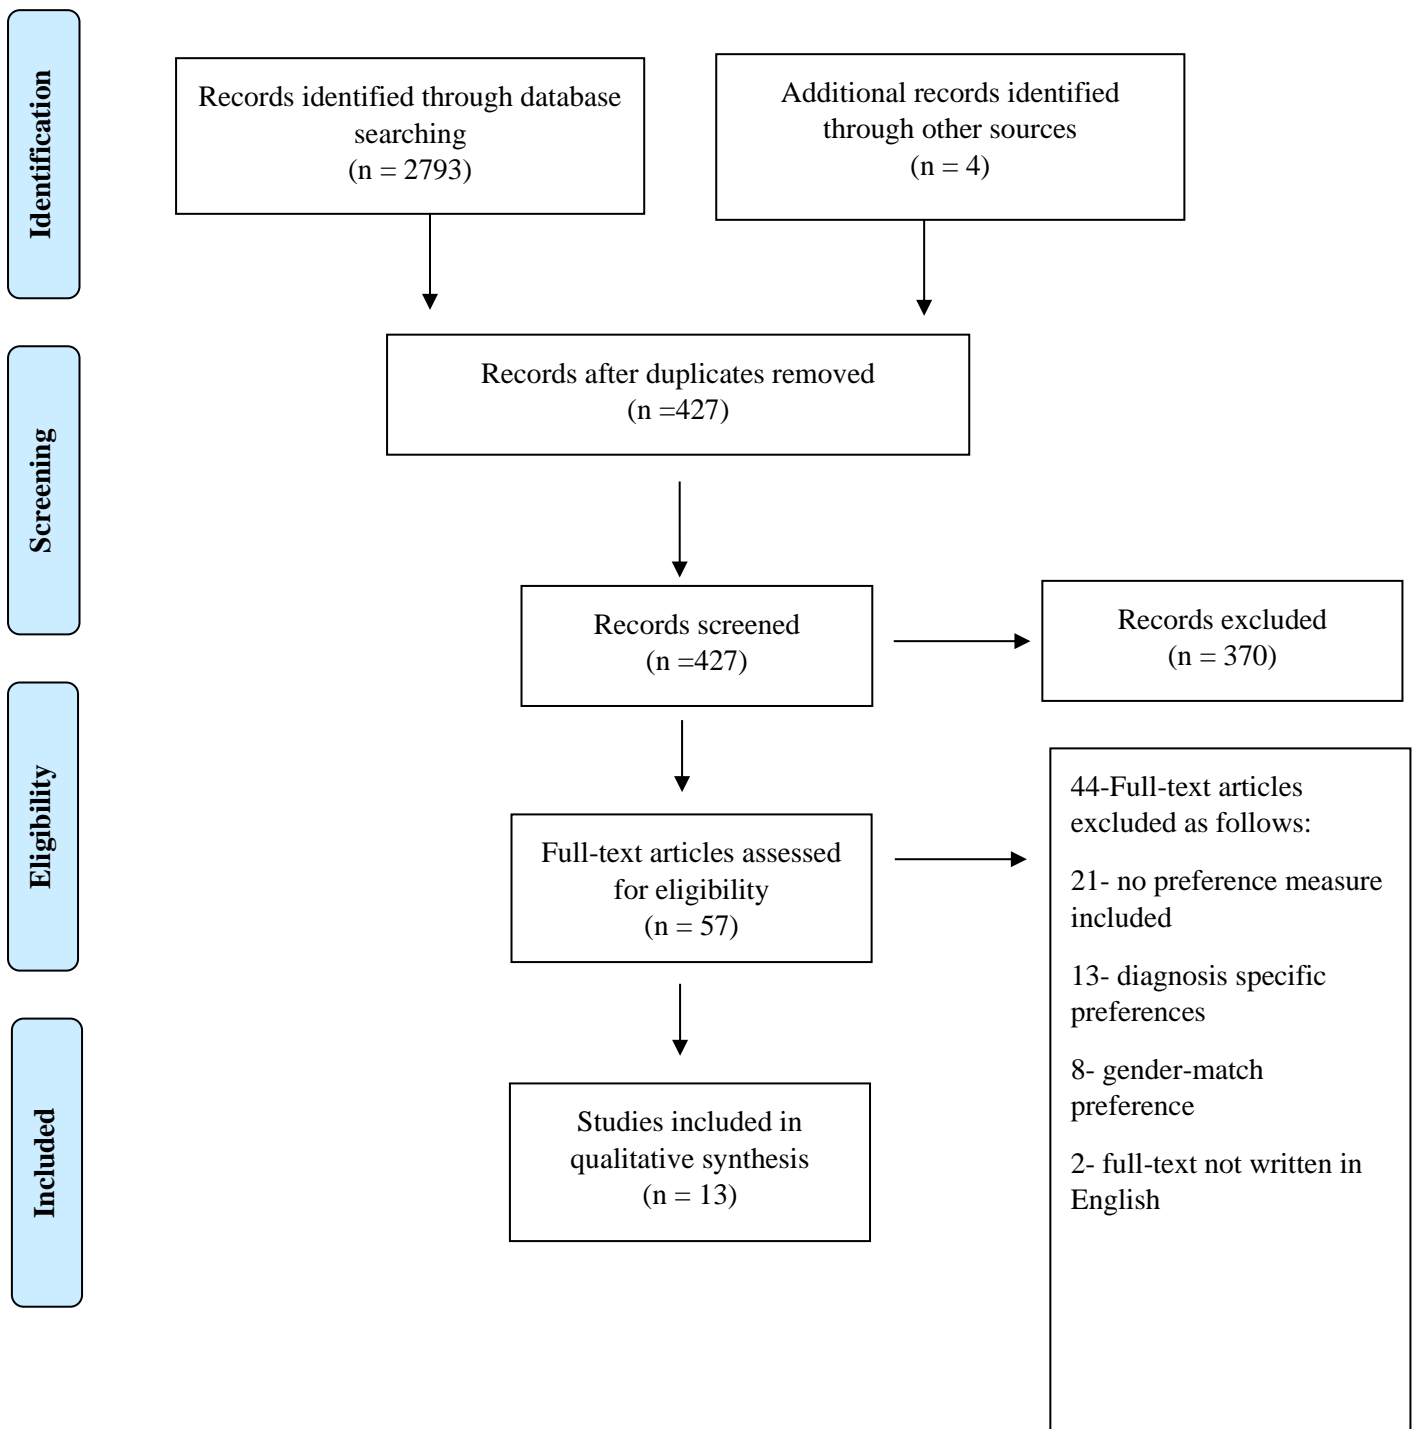 Identification
Records identified through database
searching
(n = 2793)
Additional records identified
through other sources
(n = 4)
Screening
Records after duplicates removed
(n =427)
Records screened
(n =427)
Records excluded
(n = 370)
Eligibility
Full-text articles assessed
for eligibility
(n = 57)
44-Full-text articles
excluded as follows:
21- no preference measure
included
13- diagnosis specific
preferences
8- gender-match
preference
2- full-text not written in
English
Included
Studies included in
qualitative synthesis
(n = 13)